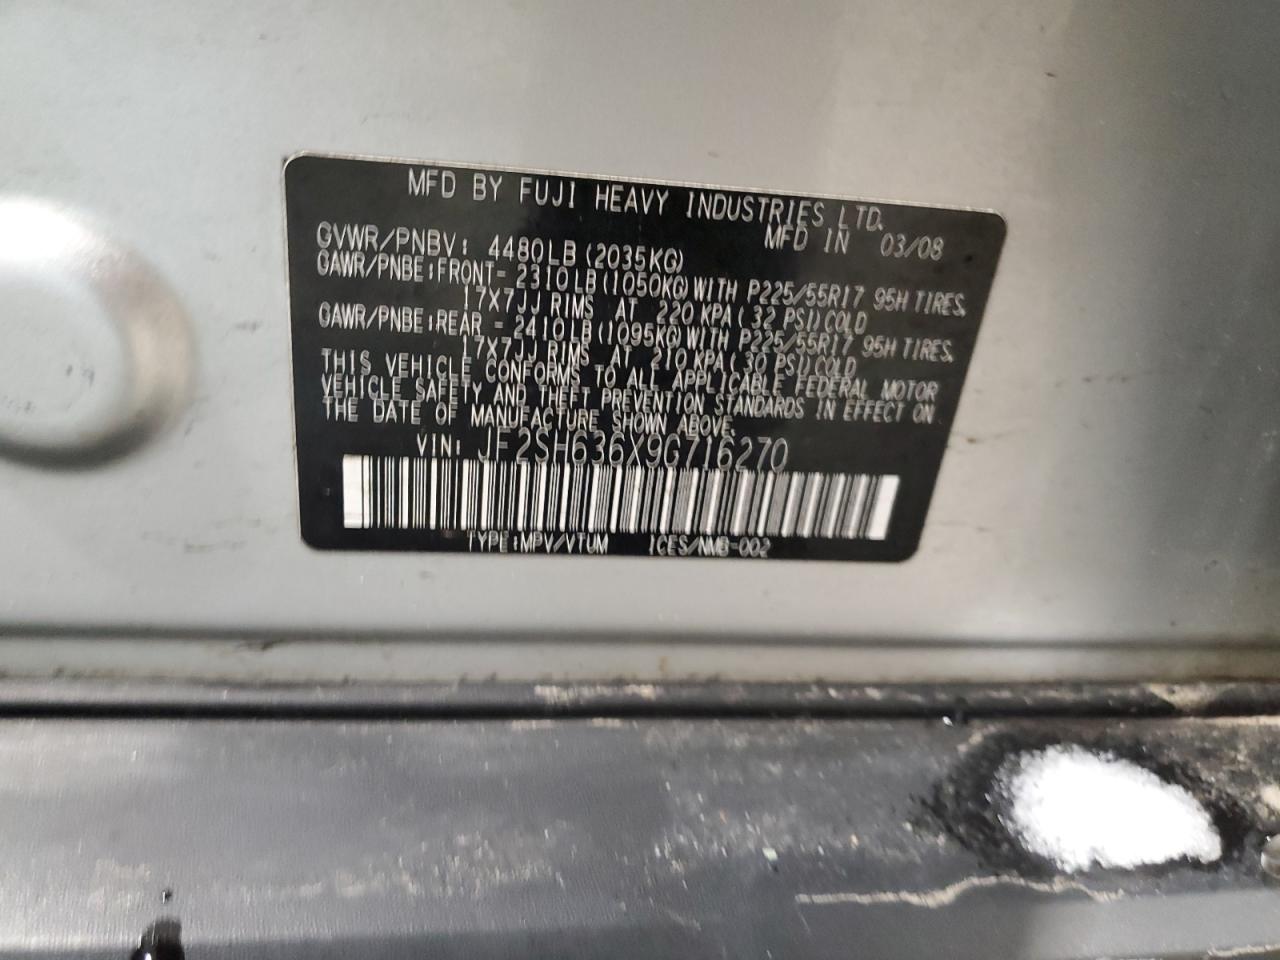 MFD BY FUJI HEAVY INDUSTRIES LTD.
MFD IN 03/08
GVWR/PNBV: 4480LB(2035KG)
GAWR/PNBE:FRONT- 2310LB(1050KG)WITH P225/55R17 95H TIRES,
17X7JJ RIMS AT 220 KPA(32 PSI)COLD
GAWR/PNBE:REAR - 2410LB(1095KG)WITH P225/55R17 95H TIRES,
17X7JJ RIMS AT 210 KPA(30 PSI)COLD
THIS VEHICLE CONFORMS TO ALL APPLICABLE FEDERAL MOTOR
VEHICLE SAFETY AND THEFT PREVENTION STANDARDS IN EFFECT ON
THE DATE OF MANUFACTURE SHOWN ABOVE.
VIN: JF2SH636X9G716270
TYPE:MPV/VTUM ICES/NMB-002